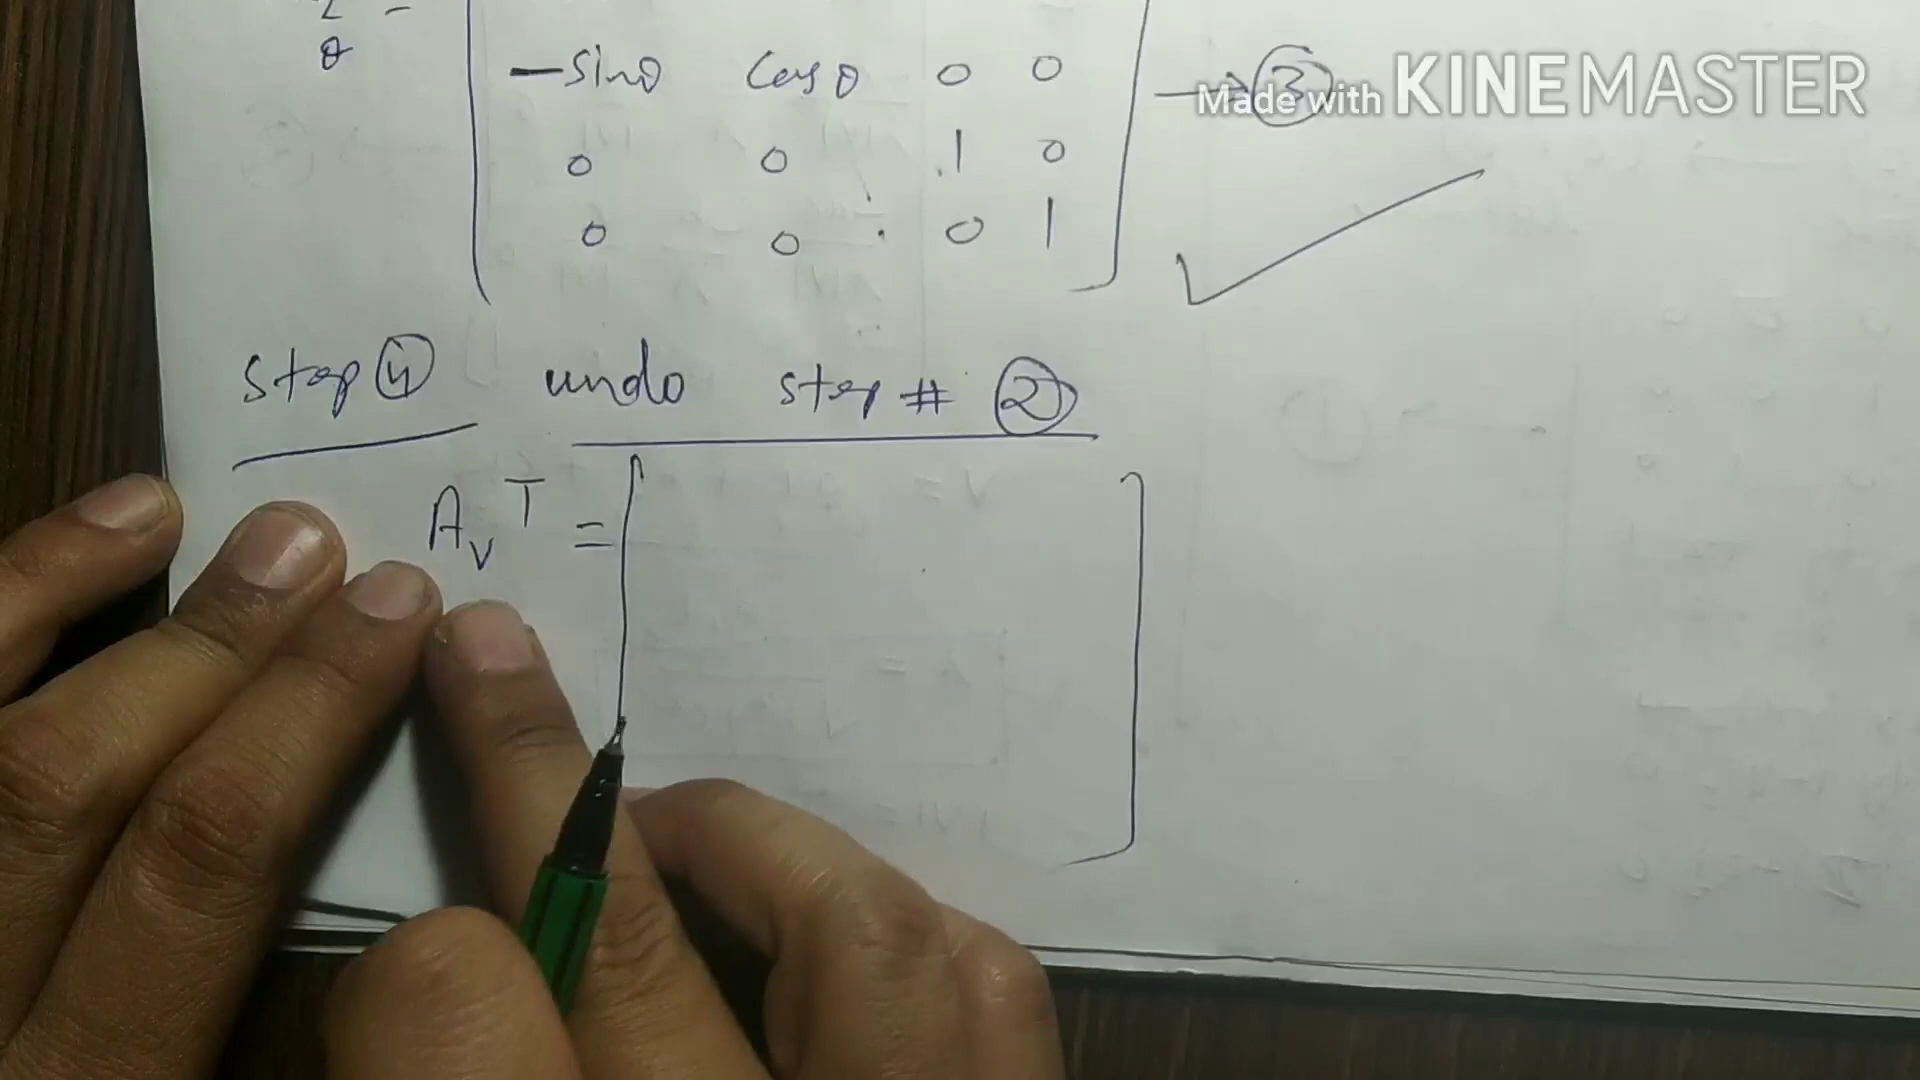 θ
-Sinθ Cosθ 0 0 → 3
Made with KINEMASTER
0 0 1 0
0 0 0 1
Step 4 undo step # 2
AvT =